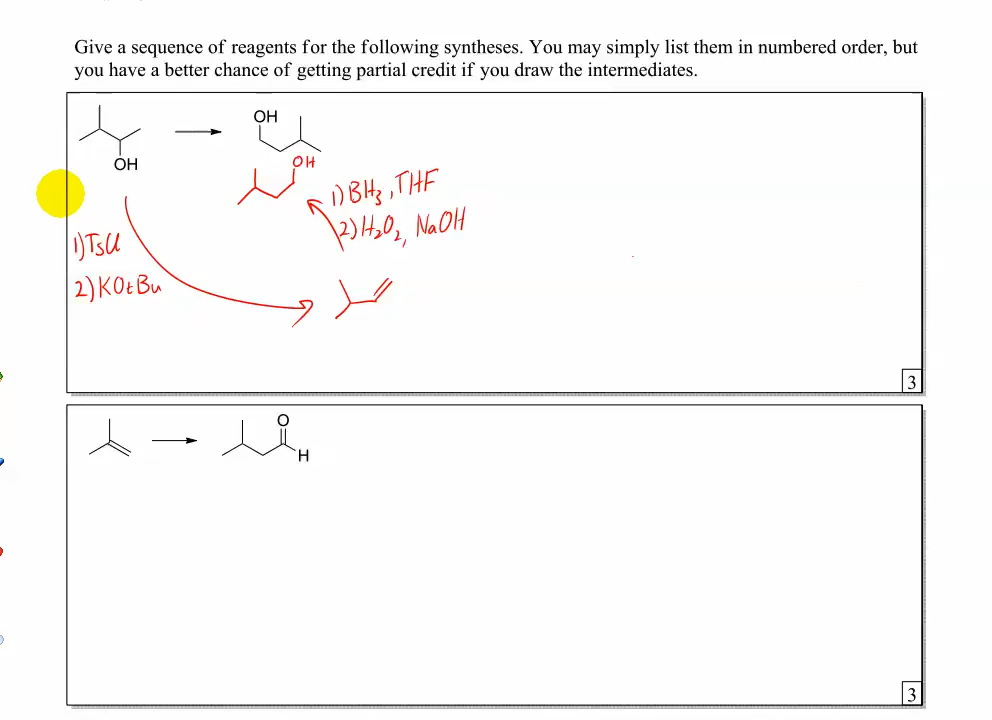 Give a sequence of reagents for the following syntheses. You may simply list them in numbered order, but
you have a better chance of getting partial credit if you draw the intermediates.
OH
OH
OH
1)BH3,THF
2)H2O2, NaOH
1)TsCl
2)KOtBu
3
O
H
3